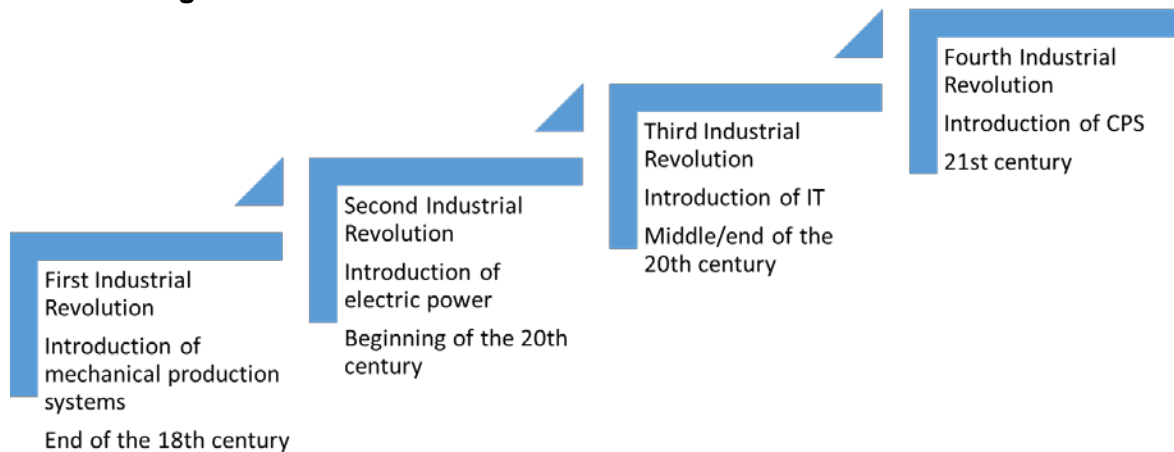 First Industrial
Revolution
Introduction of
mechanical production
systems
End of the 18th century
Second Industrial
Revolution
Introduction of
electric power
Beginning of the 20th
century
Third Industrial
Revolution
Introduction of IT
Middle/end of the
20th century
Fourth Industrial
Revolution
Introduction of CPS
21st century